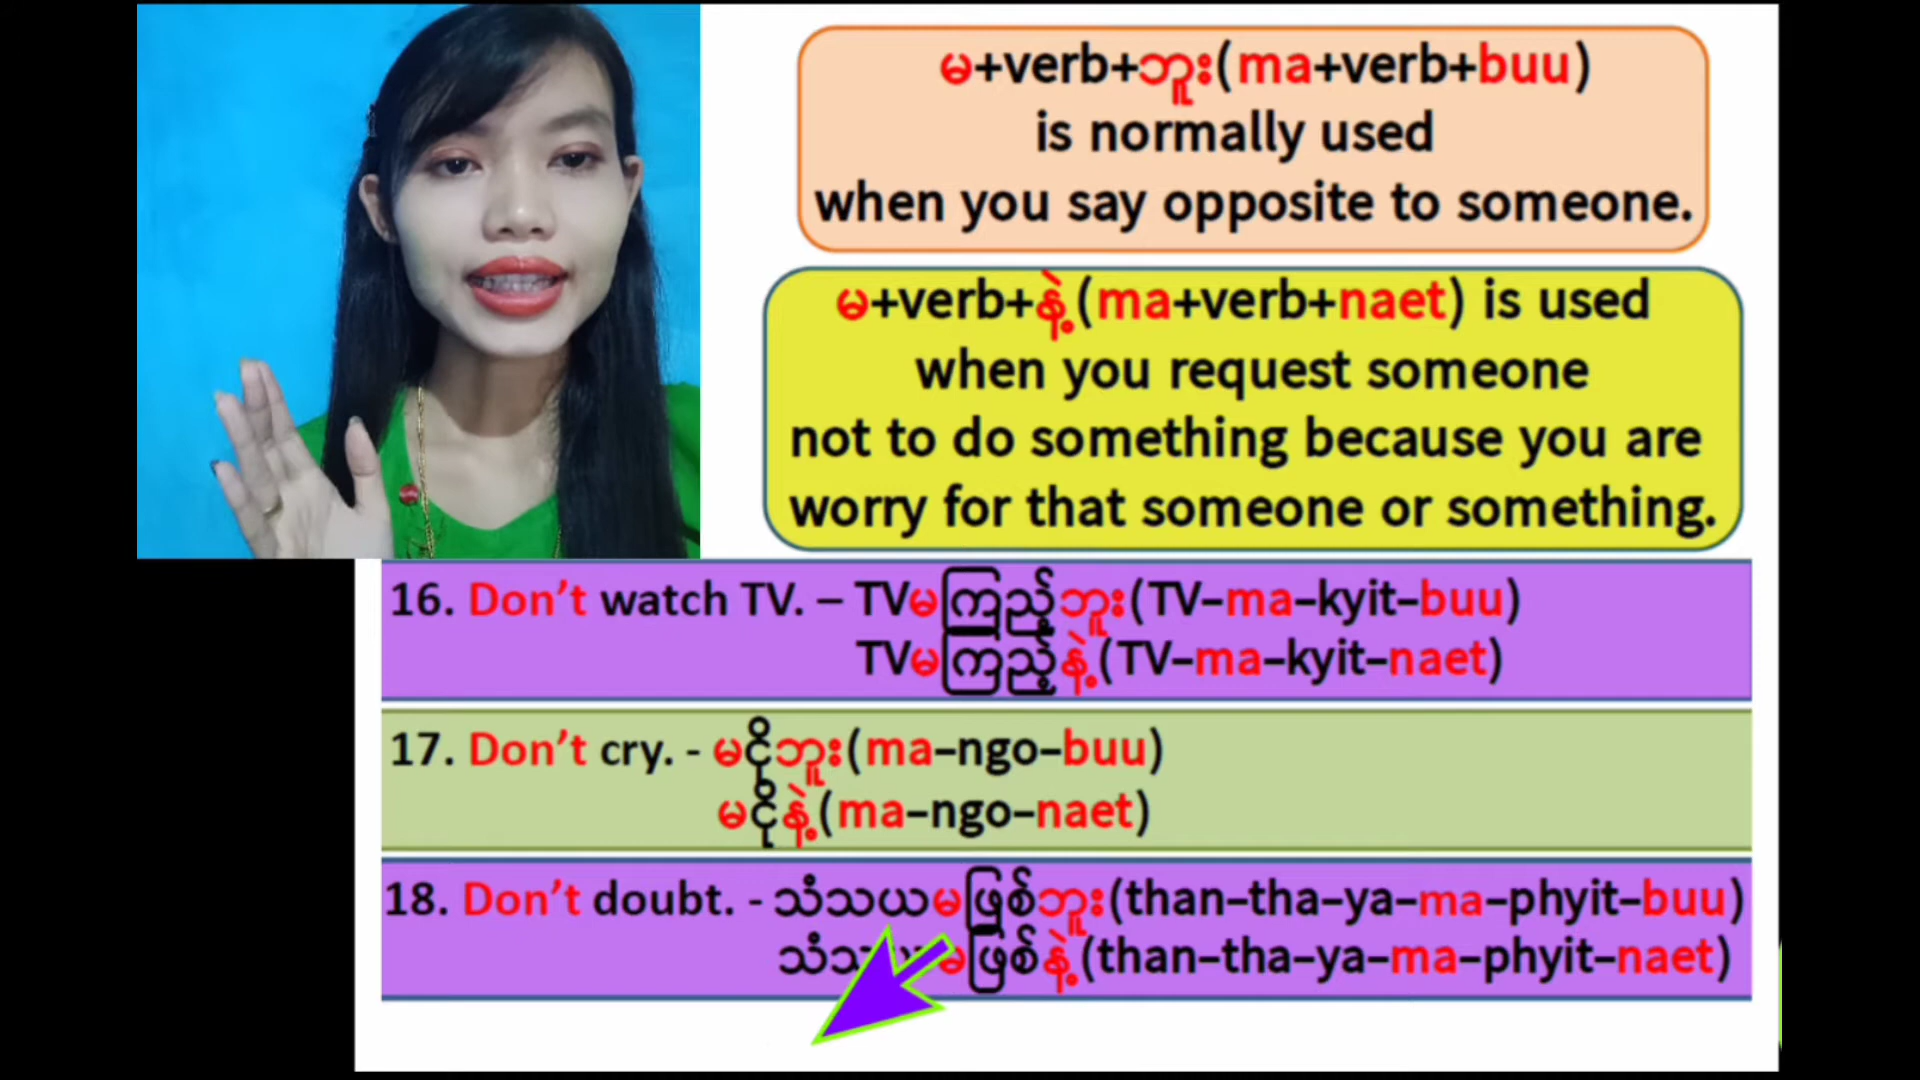 မ+verb+ဘူး(ma+verb+buu)
is normally used
when you say opposite to someone.
မ+verb+နဲ့(ma+verb+naet) is used
when you request someone
not to do something because you are
worry for that someone or something.
16. Don't watch TV. – TVမကြည့်ဘူး(TV–ma–kyit–buu)
TVမကြည့်နဲ့(TV–ma–kyit–naet)
17. Don't cry. - မငိုဘူး(ma–ngo–buu)
မငိုနဲ့(ma–ngo–naet)
18. Don't doubt. - သံသယမဖြစ်ဘူး(than–tha–ya–ma–phyit–buu)
သံသယမဖြစ်နဲ့(than–tha–ya–ma–phyit–naet)